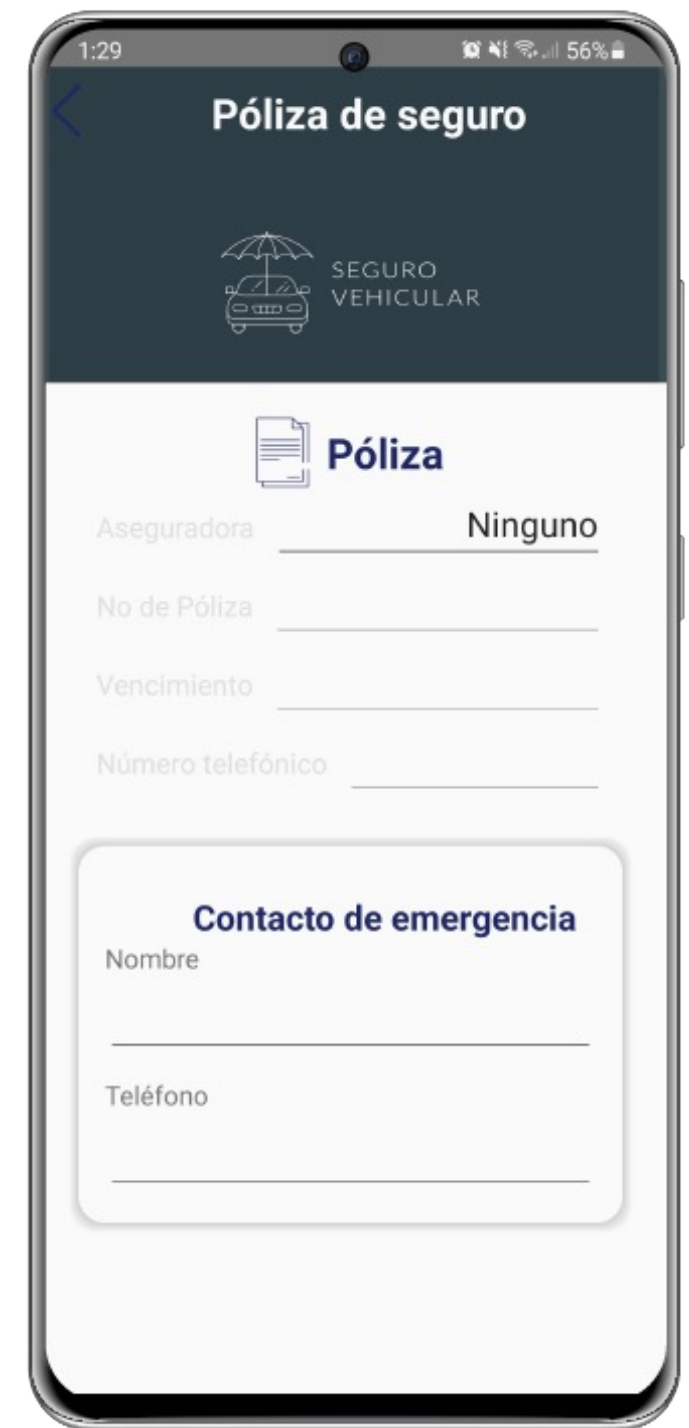 1:29 56%
Póliza de seguro
SEGURO
VEHICULAR
Póliza
Aseguradora Ninguno
No de Póliza
Vencimiento
Número telefónico
Contacto de emergencia
Nombre
Teléfono